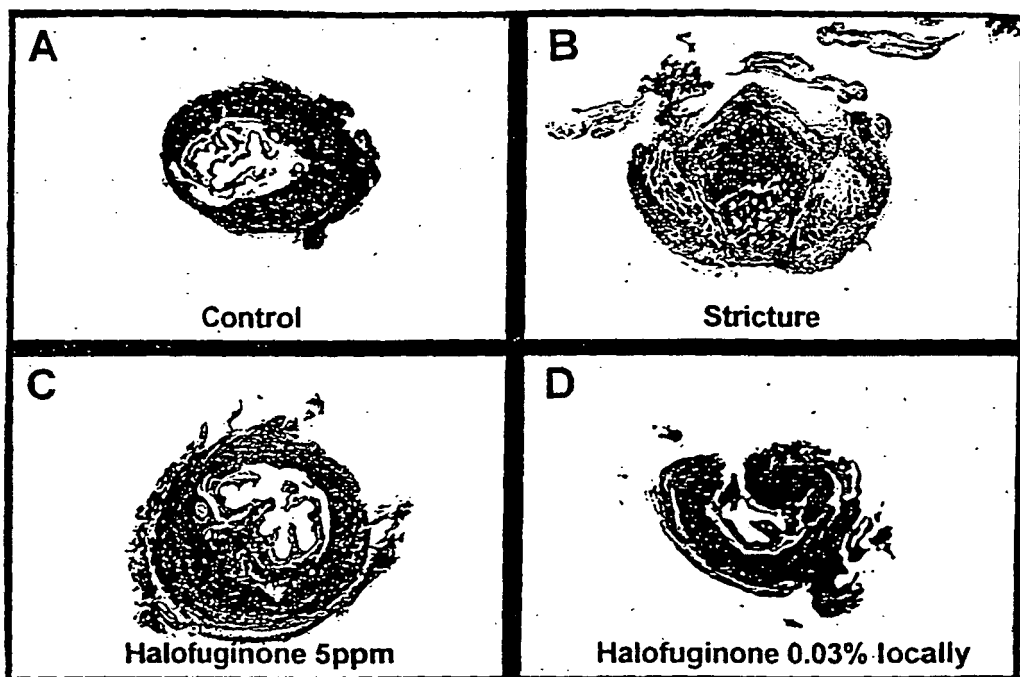 A
Control
B
Stricture
C
Halofuginone 5ppm
D
Halofuginone 0.03% locally